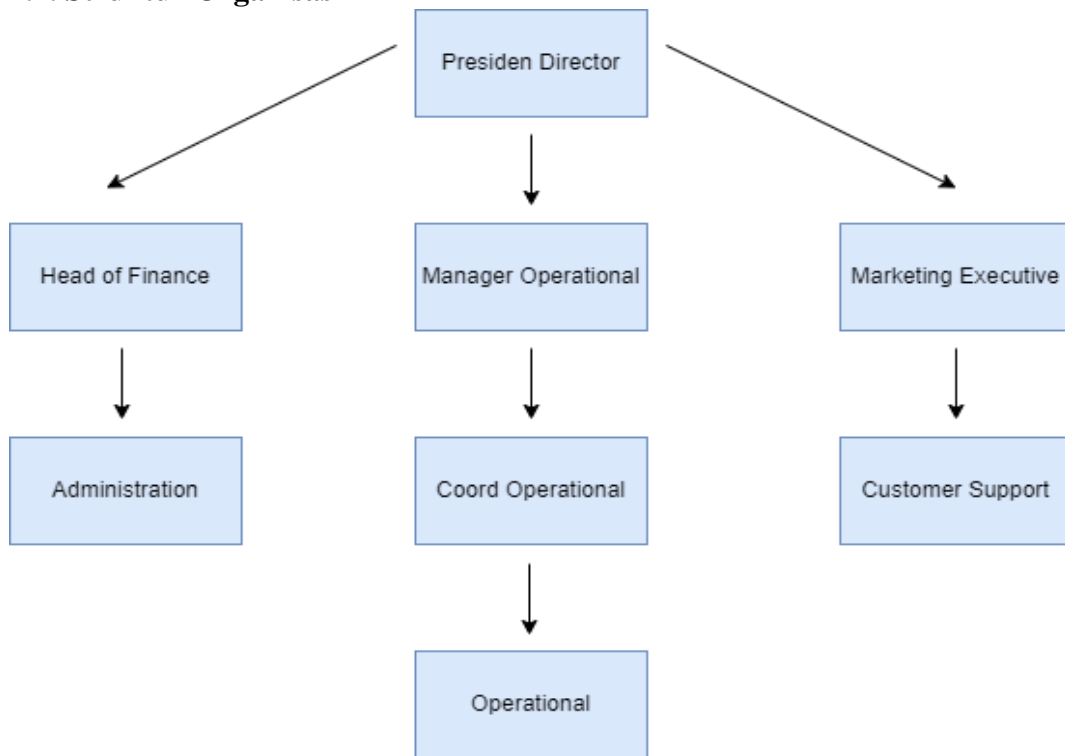 Presiden Director
Head of Finance
Manager Operational
Marketing Executive
Administration
Coord Operational
Customer Support
Operational